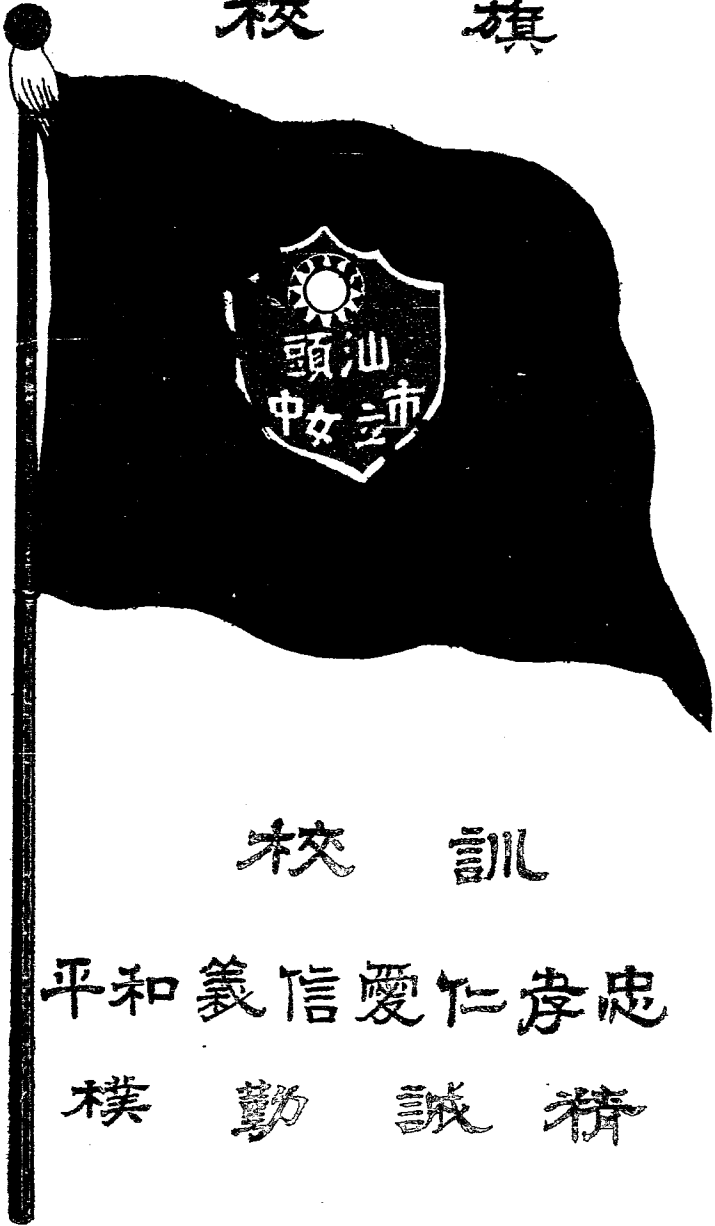 校旗
汕頭
市立女中
校訓
忠孝仁愛信義和平
精誠勤樸